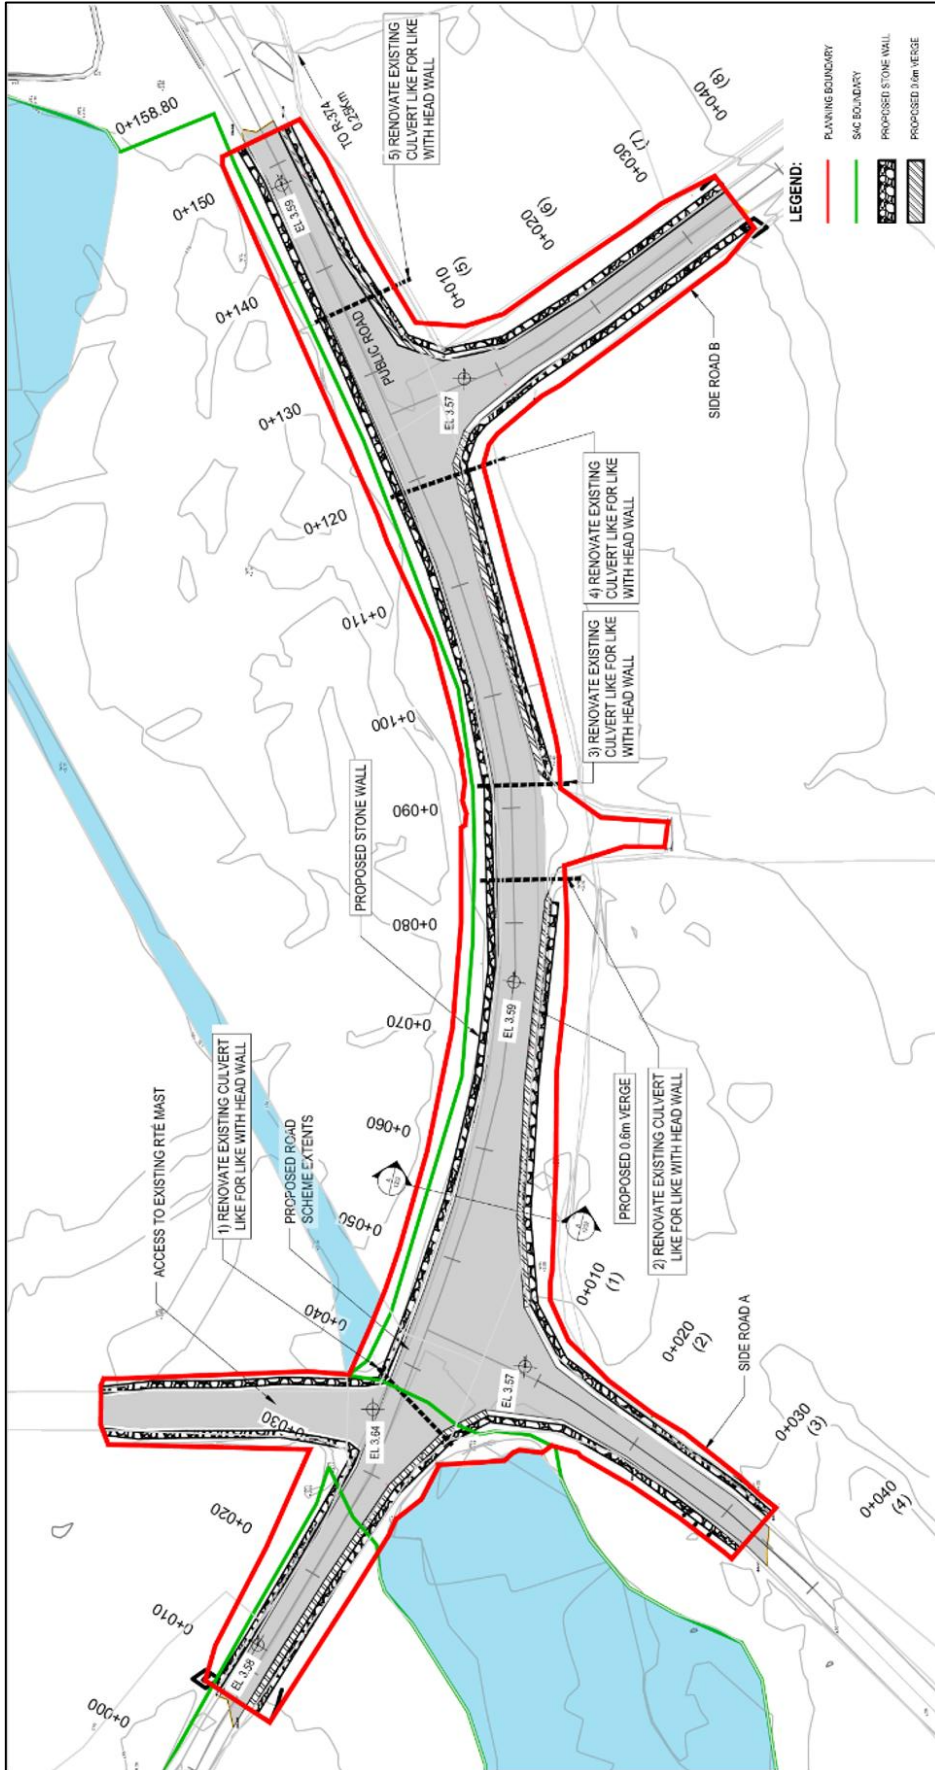 0+158.80
0+150
0+140
0+130
0+120
0+110
0+100
0+090
0+080
0+070
0+060
0+050
0+040
0+030
0+020
0+010
0+000
TO R-374
0.25km
5) RENOVATE EXISTING
CULVERT LIKE FOR LIKE
WITH HEAD WALL
EL 3.59
PUBLIC ROAD
EL 3.57
0+010
(5)
0+020
(6)
0+030
(7)
0+040
(8)
SIDE ROAD B
4) RENOVATE EXISTING
CULVERT LIKE FOR LIKE
WITH HEAD WALL
3) RENOVATE EXISTING
CULVERT LIKE FOR LIKE
WITH HEAD WALL
PROPOSED STONE WALL
EL 3.59
PROPOSED 0.6m VERGE
2) RENOVATE EXISTING CULVERT
LIKE FOR LIKE WITH HEAD WALL
ACCESS TO EXISTING RTÉ MAST
1) RENOVATE EXISTING CULVERT
LIKE FOR LIKE WITH HEAD WALL
PROPOSED ROAD
SCHEME EXTENTS
EL 3.64
EL 3.57
EL 3.58
0+010
(1)
0+020
(2)
SIDE ROAD A
0+030
(3)
0+040
(4)
LEGEND:
PLANNING BOUNDARY
SAC BOUNDARY
PROPOSED STONE WALL
PROPOSED 0.6m VERGE